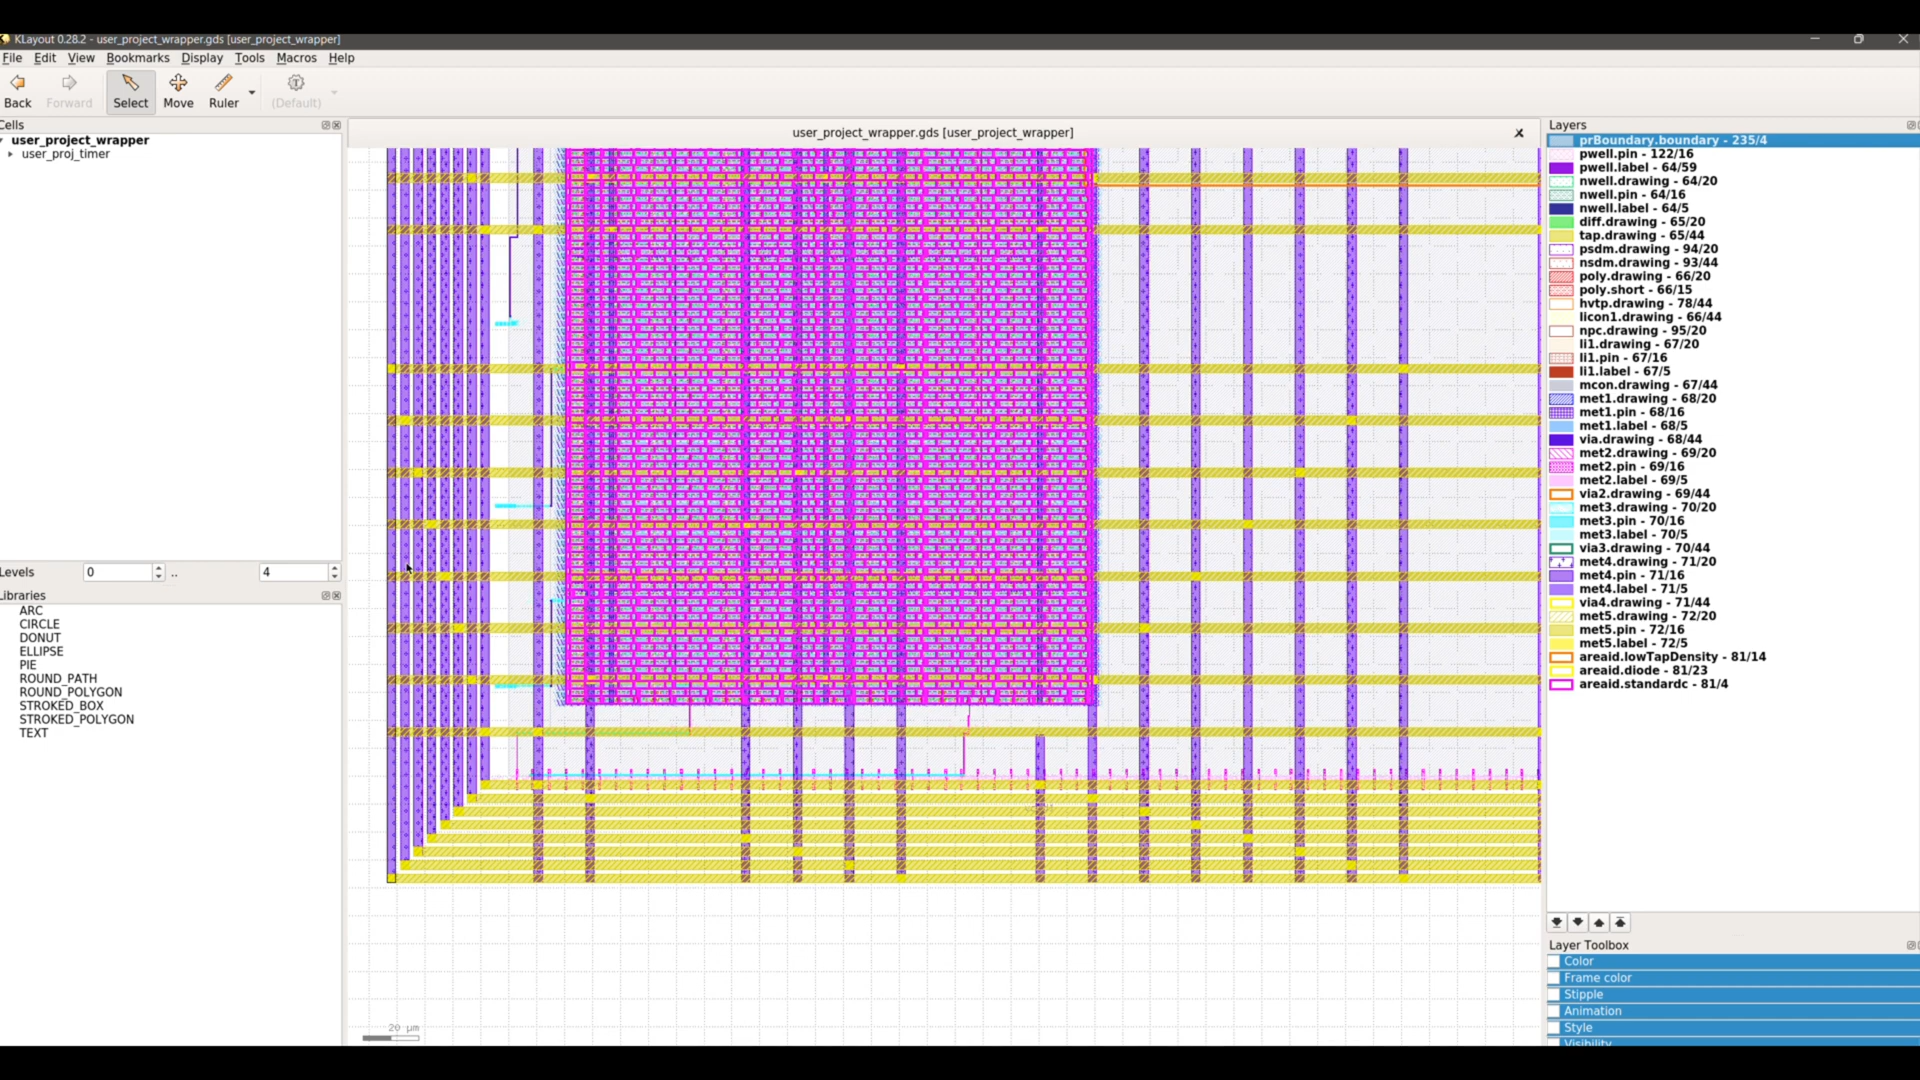 KLayout 0.28.2 - user_project_wrapper.gds [user_project_wrapper]
File Edit View Bookmarks Display Tools Macros Help
Back Forward Select Move Ruler (Default)
Cells
user_project_wrapper
user_proj_timer
Levels 0 .. 4
Libraries
ARC
CIRCLE
DONUT
ELLIPSE
PIE
ROUND_PATH
ROUND_POLYGON
STROKED_BOX
STROKED_POLYGON
TEXT
user_project_wrapper.gds [user_project_wrapper]
20 µm
Layers
prBoundary.boundary - 235/4
pwell.pin - 122/16
pwell.label - 64/59
nwell.drawing - 64/20
nwell.pin - 64/16
nwell.label - 64/5
diff.drawing - 65/20
tap.drawing - 65/44
psdm.drawing - 94/20
nsdm.drawing - 93/44
poly.drawing - 66/20
poly.short - 66/15
hvtp.drawing - 78/44
licon1.drawing - 66/44
npc.drawing - 95/20
li1.drawing - 67/20
li1.pin - 67/16
li1.label - 67/5
mcon.drawing - 67/44
met1.drawing - 68/20
met1.pin - 68/16
met1.label - 68/5
via.drawing - 68/44
met2.drawing - 69/20
met2.pin - 69/16
met2.label - 69/5
via2.drawing - 69/44
met3.drawing - 70/20
met3.pin - 70/16
met3.label - 70/5
via3.drawing - 70/44
met4.drawing - 71/20
met4.pin - 71/16
met4.label - 71/5
via4.drawing - 71/44
met5.drawing - 72/20
met5.pin - 72/16
met5.label - 72/5
areaid.lowTapDensity - 81/14
areaid.diode - 81/23
areaid.standardc - 81/4
Layer Toolbox
Color
Frame color
Stipple
Animation
Style
Visibility